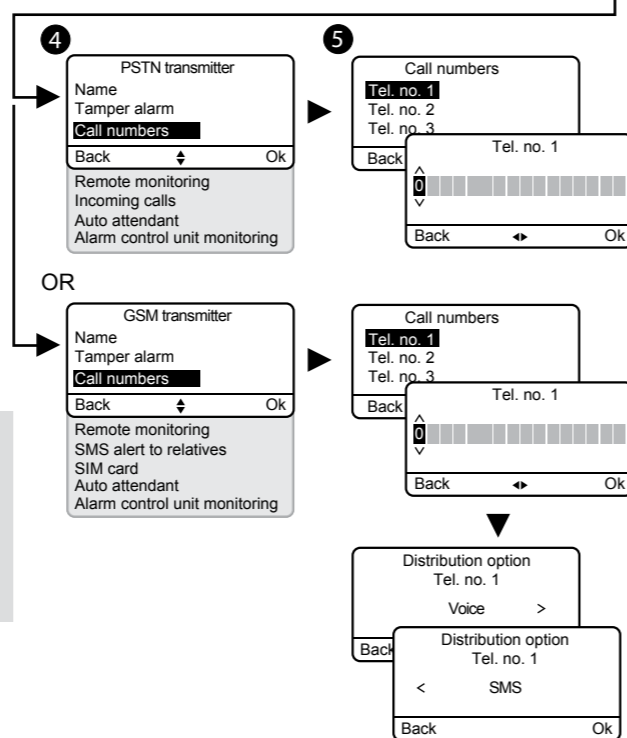 4
PSTN transmitter
Name
Tamper alarm
Call numbers
Back Ok
Remote monitoring
Incoming calls
Auto attendant
Alarm control unit monitoring
5
Call numbers
Tel. no. 1
Tel. no. 2
Tel. no. 3
Back
Tel. no. 1
0
Back Ok
OR
GSM transmitter
Name
Tamper alarm
Call numbers
Back Ok
Remote monitoring
SMS alert to relatives
SIM card
Auto attendant
Alarm control unit monitoring
Call numbers
Tel. no. 1
Tel. no. 2
Tel. no. 3
Back
Tel. no. 1
0
Back Ok
Distribution option
Tel. no. 1
Voice >
Back
Distribution option
Tel. no. 1
< SMS
Back Ok